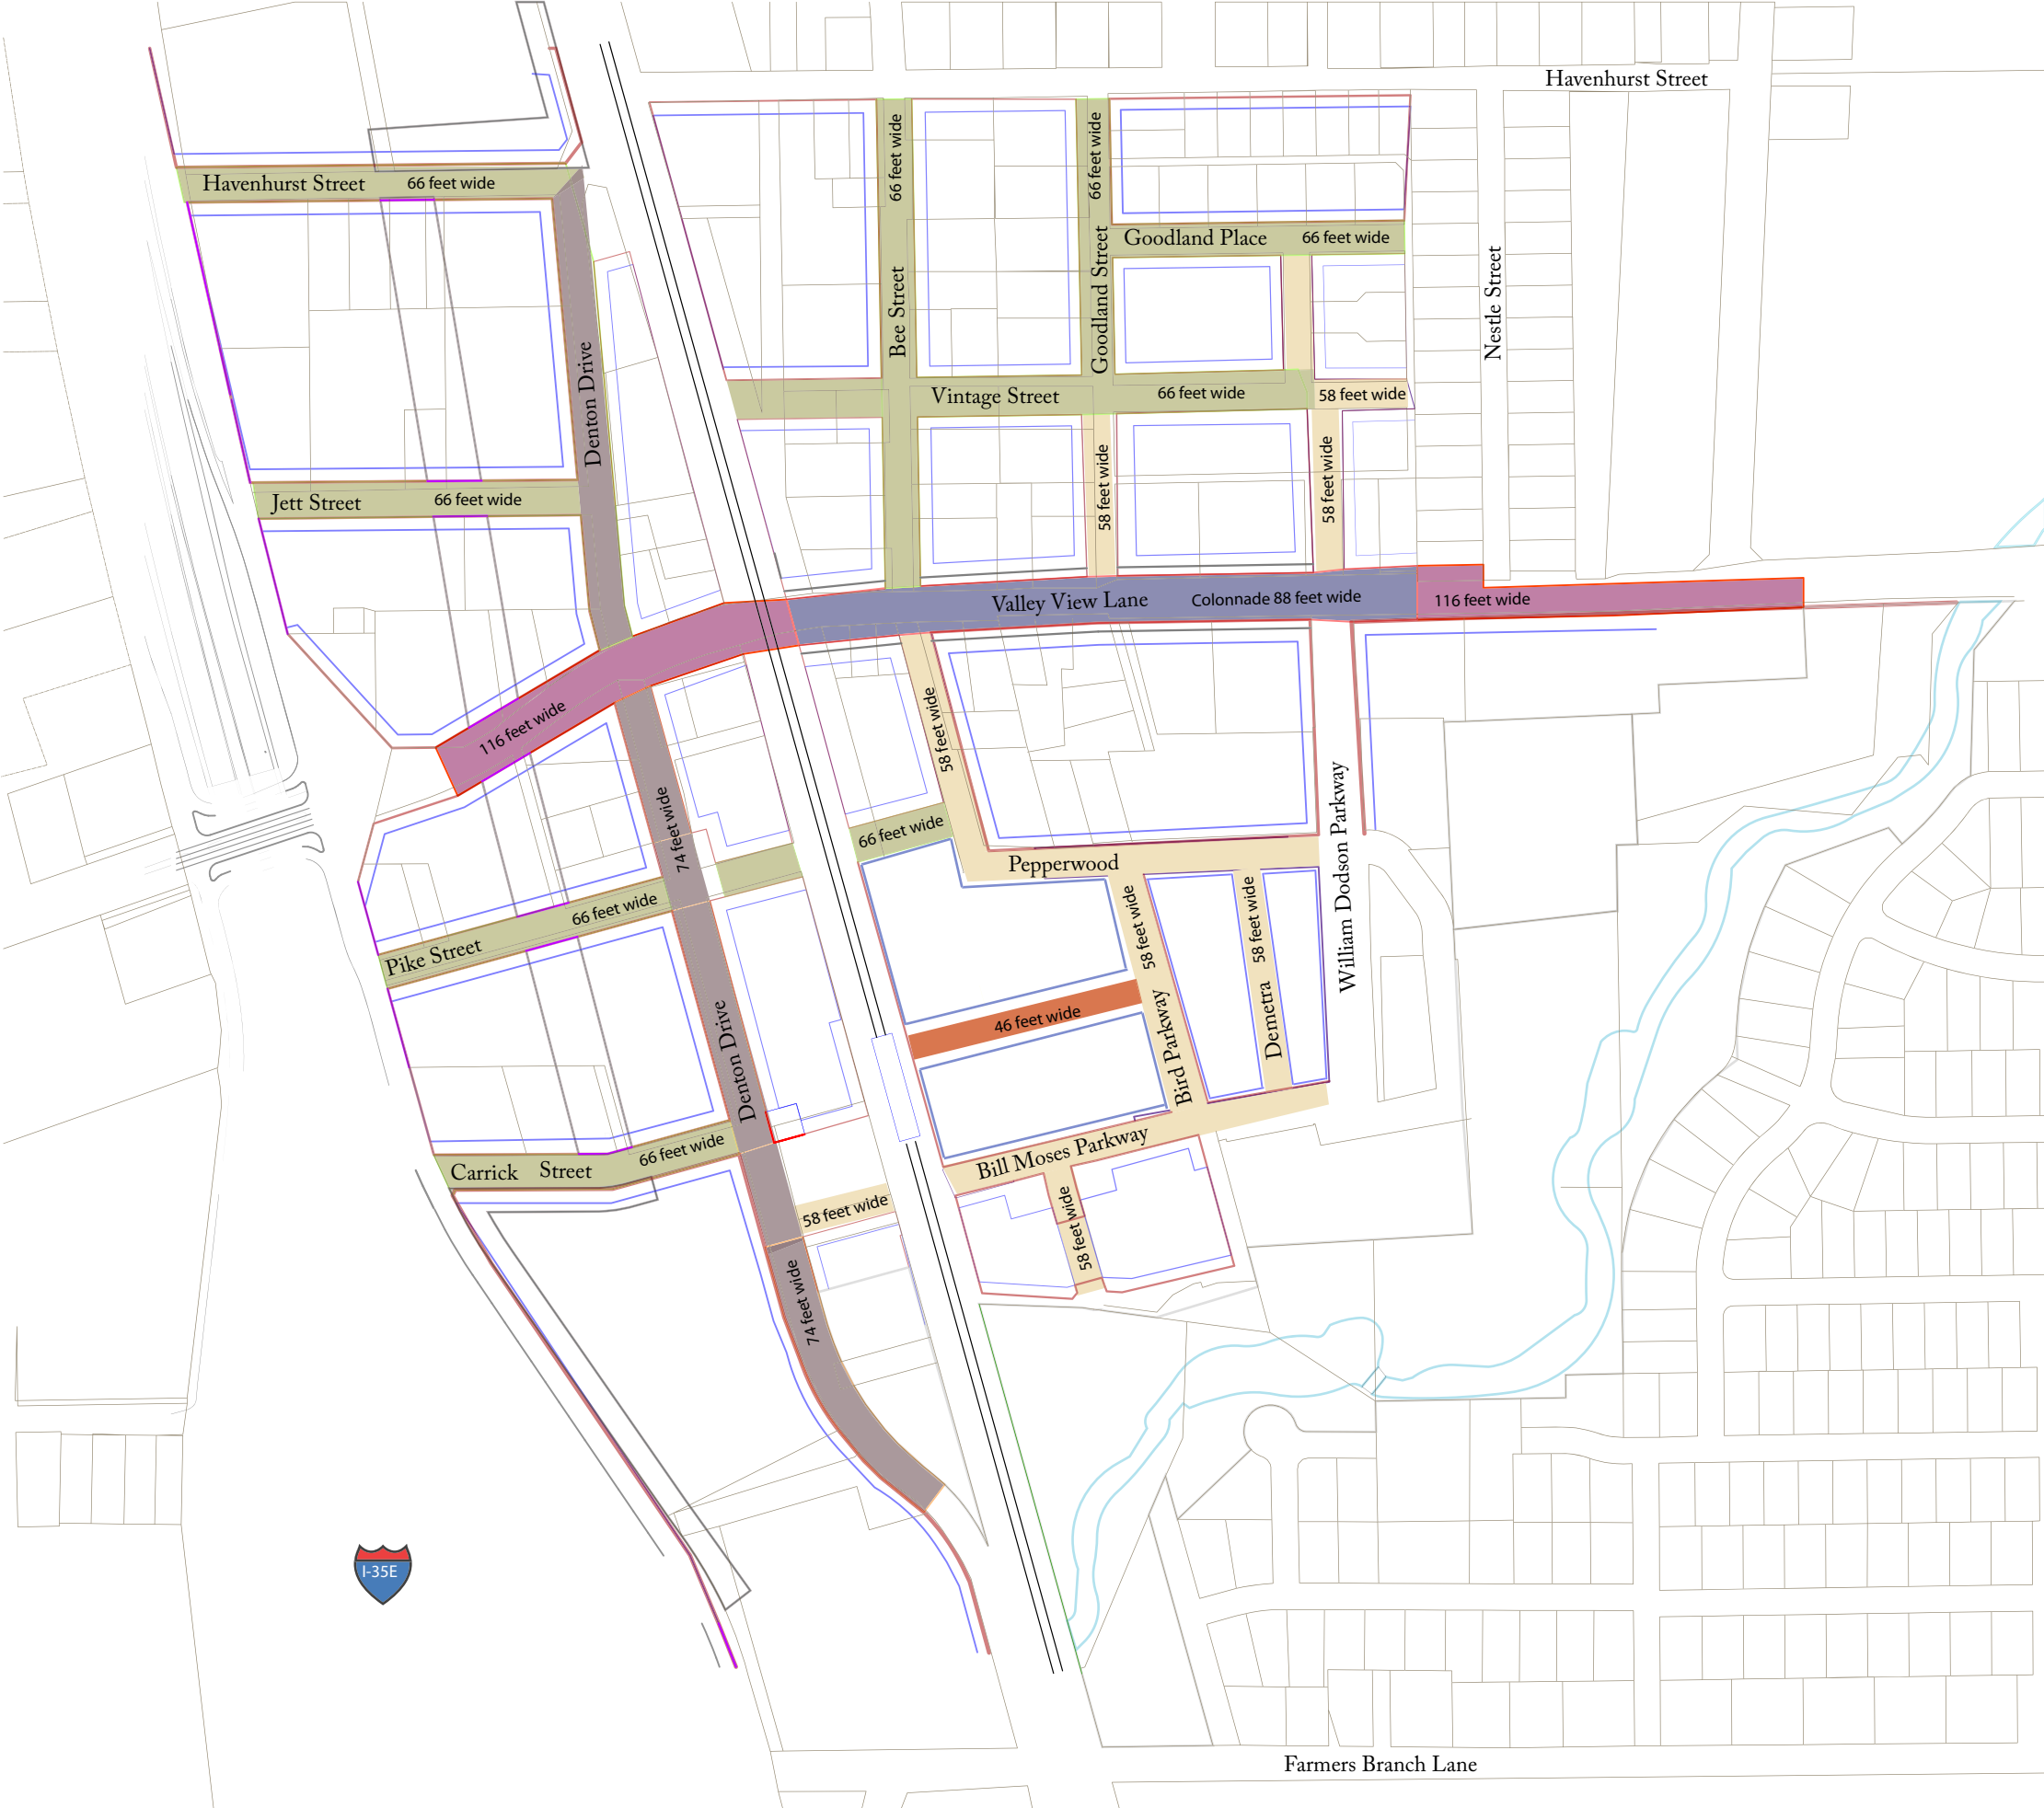 Havenhurst Street
Havenhurst Street 66 feet wide
66 feet wide
66 feet wide
Goodland Place 66 feet wide
Bee Street
Goodland Street
Nestle Street
Denton Drive
Vintage Street 66 feet wide 58 feet wide
58 feet wide
58 feet wide
Jett Street 66 feet wide
Valley View Lane Colonnade 88 feet wide 116 feet wide
116 feet wide
58 feet wide
74 feet wide
66 feet wide
Pepperwood
William Dodson Parkway
58 feet wide
58 feet wide
Pike Street 66 feet wide
46 feet wide
Bird Parkway
Demetra
Denton Drive
Carrick Street 66 feet wide
Bill Moses Parkway
58 feet wide
58 feet wide
58 feet wide
74 feet wide
I-35E
Farmers Branch Lane